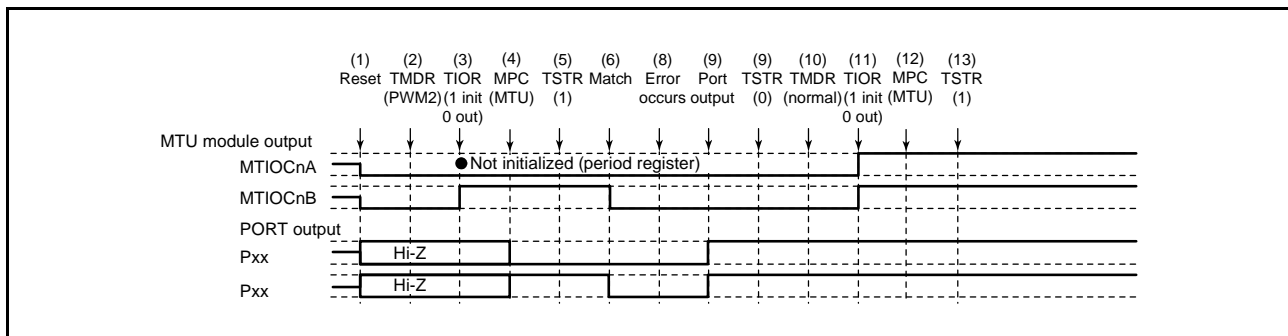 (1) (2) (3) (4) (5) (6) (8) (9) (9) (10) (11) (12) (13)
Reset TMDR TIOR MPC TSTR Match Error Port TSTR TMDR TIOR MPC TSTR
(PWM2) (1 init (MTU) (1) occurs output (0) (normal) (1 init (MTU) (1)
0 out) 0 out)
MTU module output
MTIOCnA ●Not initialized (period register)
MTIOCnB
PORT output
Pxx Hi-Z
Pxx Hi-Z